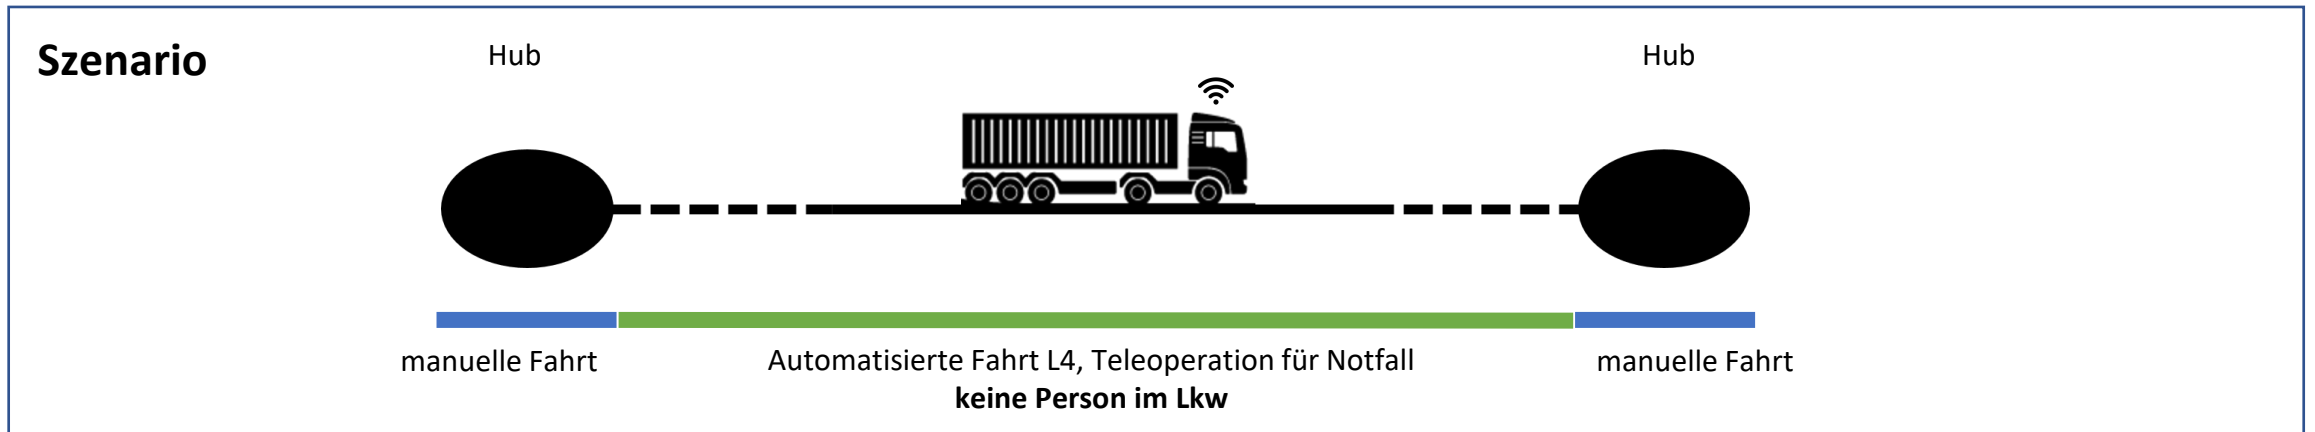 Szenario
Hub
Hub
manuelle Fahrt
Automatisierte Fahrt L4, Teleoperation für Notfall
keine Person im Lkw
manuelle Fahrt